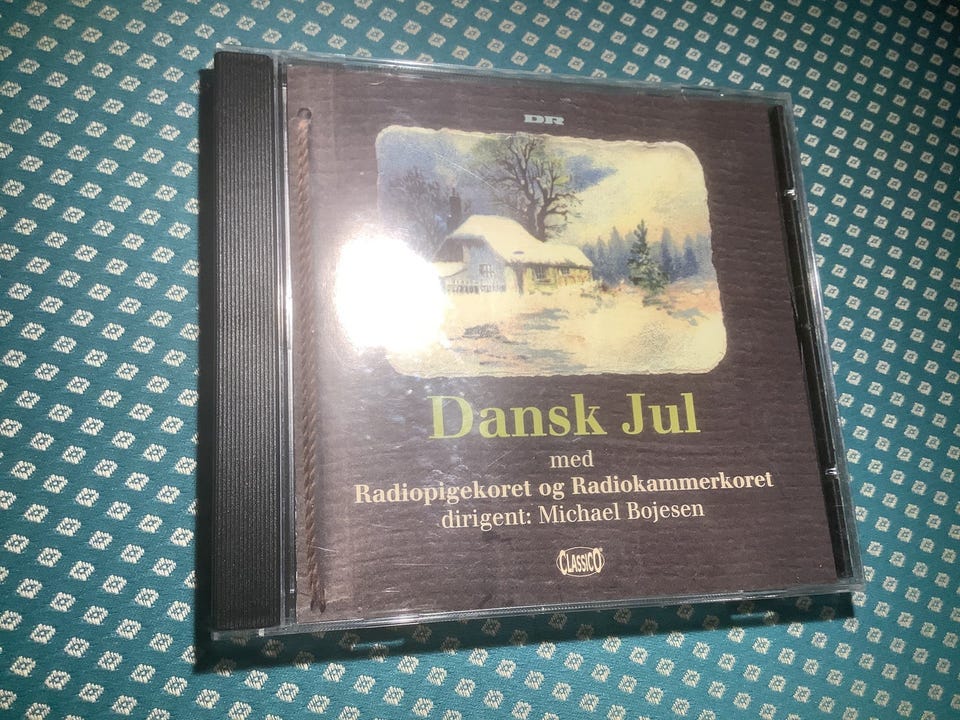 DR
Dansk Jul
med
Radiopigekoret og Radiokammerkoret
dirigent: Michael Bojesen
CLASSICO